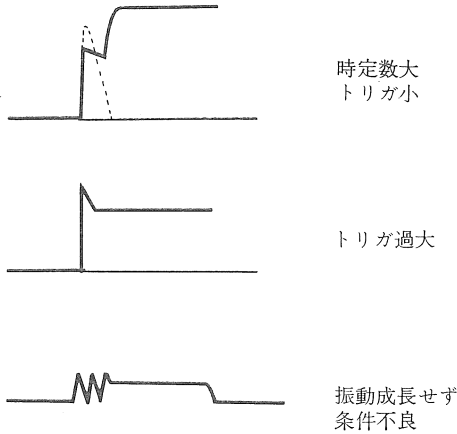 時定数大
トリガ小
トリガ過大
振動成長せず
条件不良